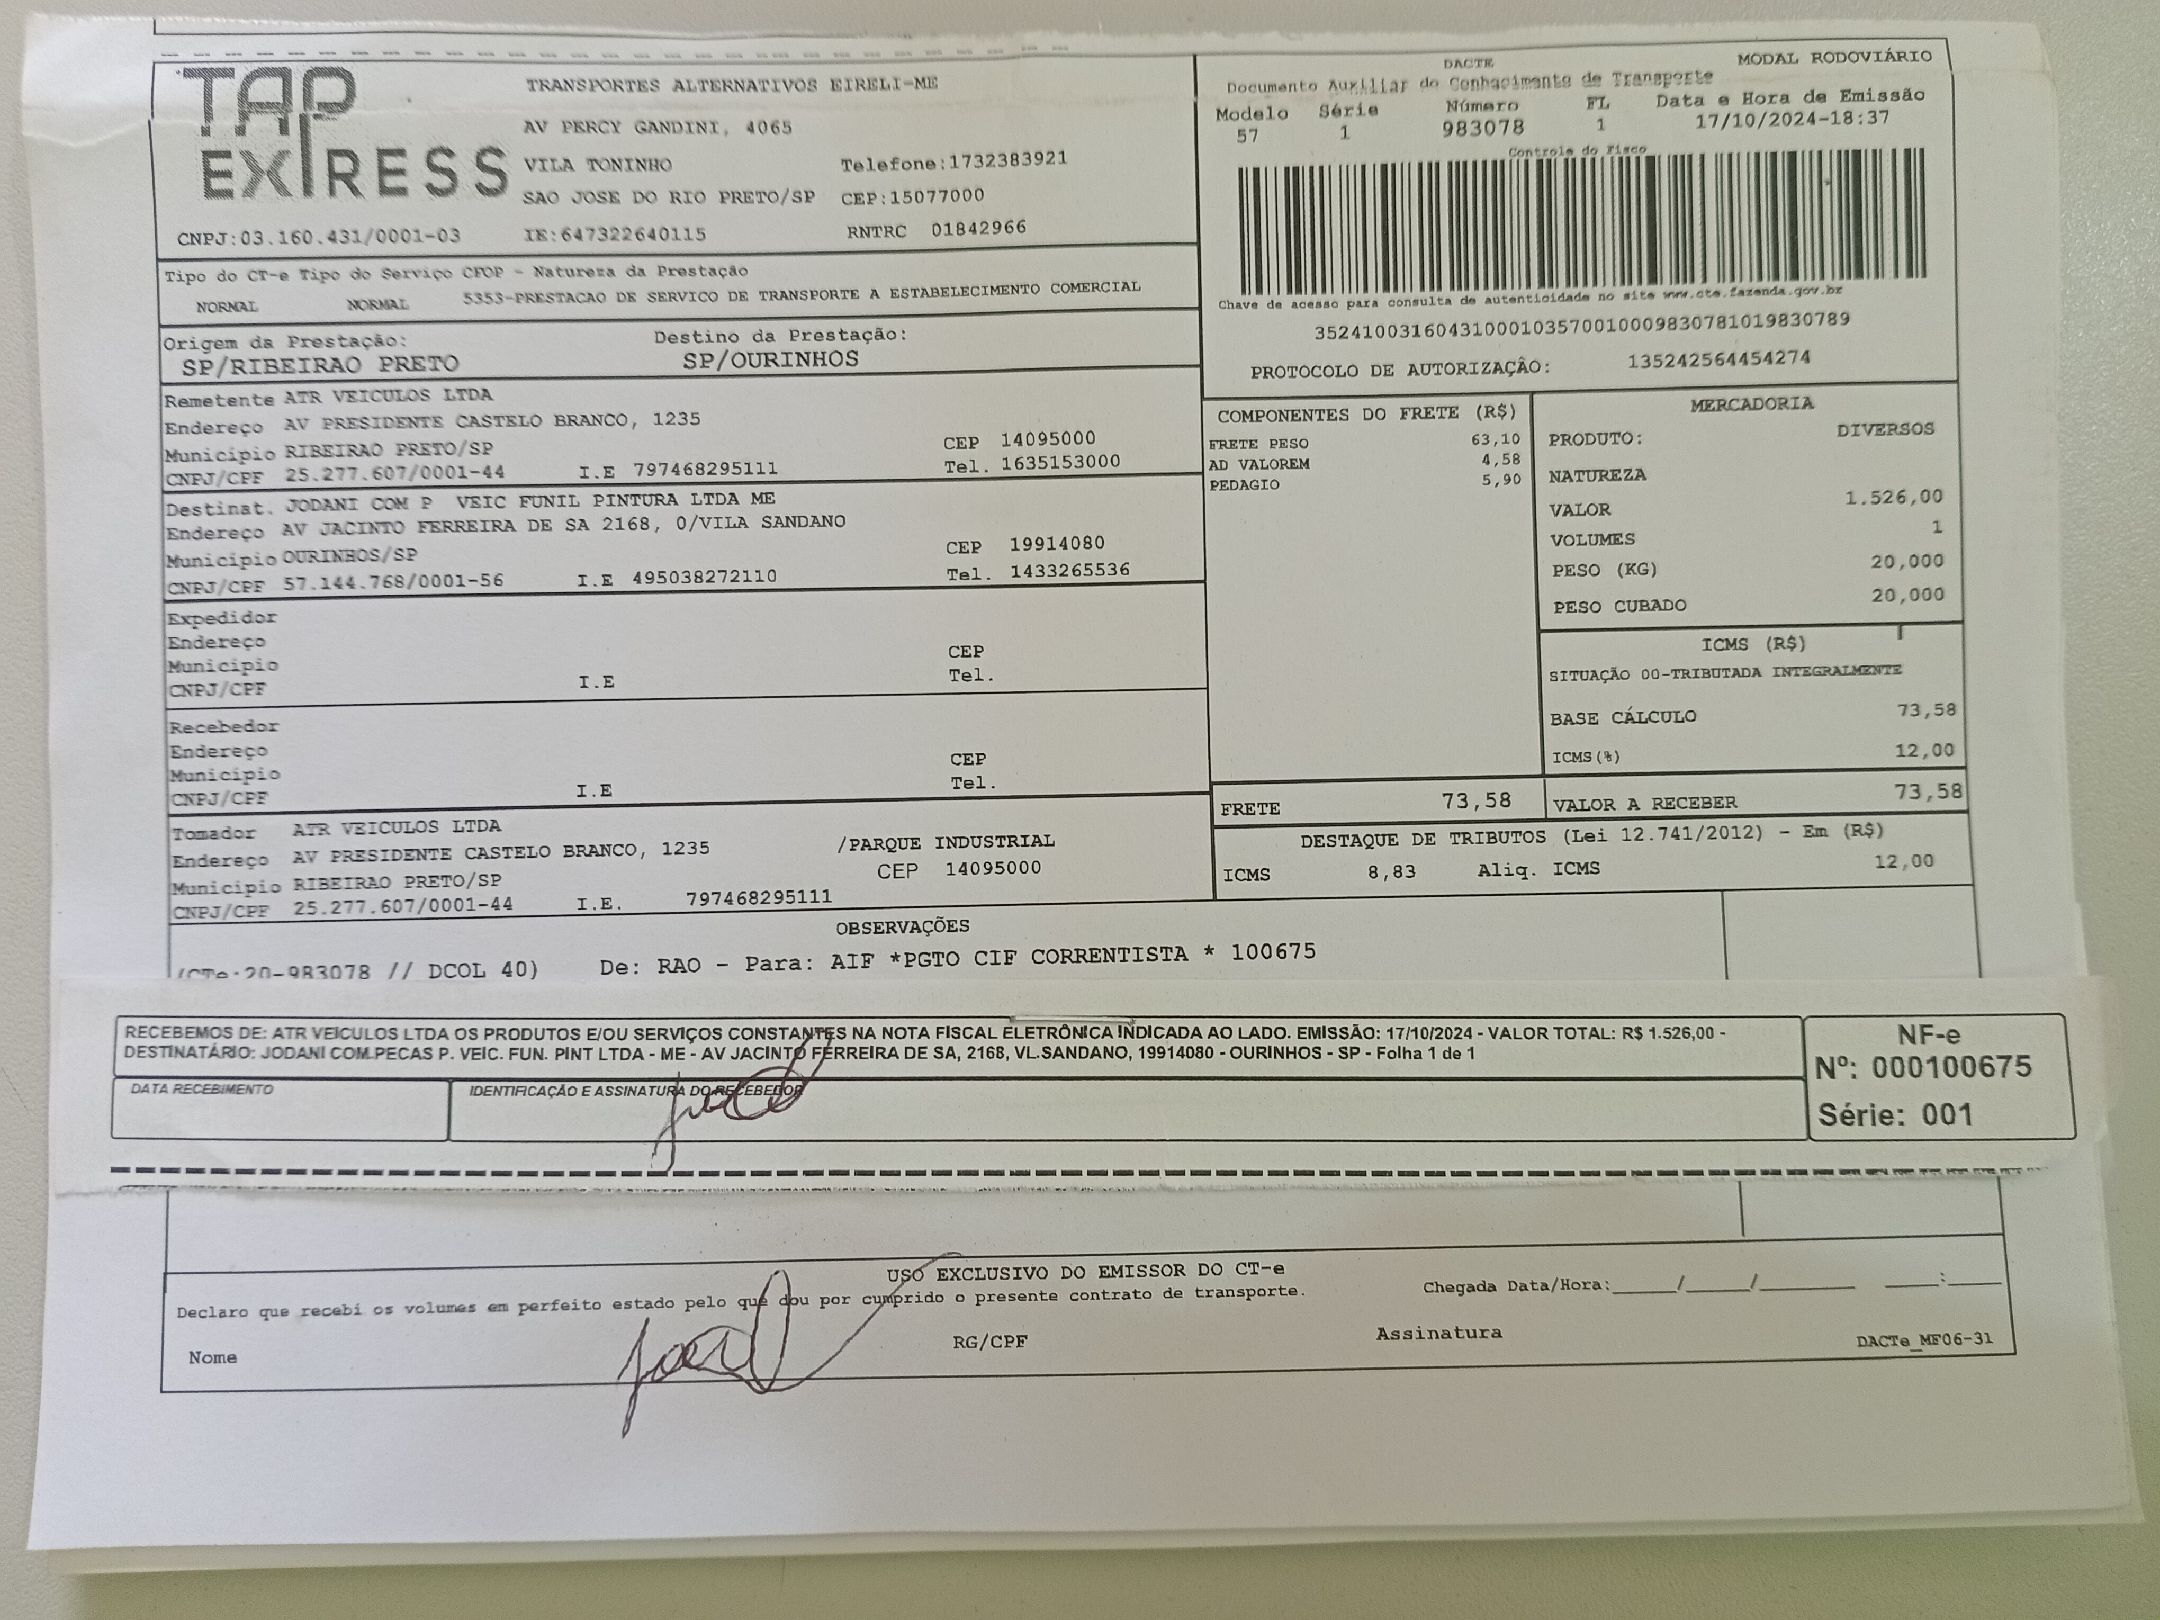 TAP EXPRESS
TRANSPORTES ALTERNATIVOS EIRELI-ME
AV PERCY GANDINI, 4065
VILA TONINHO Telefone:1732383921
SAO JOSE DO RIO PRETO/SP CEP:15077000
CNPJ:03.160.431/0001-03 IE:647322640115 RNTRC 01842966
DACTE MODAL RODOVIÁRIO
Documento Auxiliar do Conhecimento de Transporte
Modelo Série Número FL Data e Hora de Emissão
57 1 983078 1 17/10/2024-18:37
Controle do Fisco
Chave de acesso para consulta de autenticidade no site www.cte.fazenda.gov.br
35241003160431000103570010009830781019830789
PROTOCOLO DE AUTORIZAÇÃO: 135242564454274
Tipo do CT-e Tipo do Serviço CFOP - Natureza da Prestação
NORMAL NORMAL 5353-PRESTACAO DE SERVICO DE TRANSPORTE A ESTABELECIMENTO COMERCIAL
Origem da Prestação: Destino da Prestação:
SP/RIBEIRAO PRETO SP/OURINHOS
Remetente ATR VEICULOS LTDA
Endereço AV PRESIDENTE CASTELO BRANCO, 1235
Município RIBEIRAO PRETO/SP CEP 14095000
CNPJ/CPF 25.277.607/0001-44 I.E 797468295111 Tel. 1635153000
Destinat. JODANI COM P VEIC FUNIL PINTURA LTDA ME
Endereço AV JACINTO FERREIRA DE SA 2168, 0/VILA SANDANO
Município OURINHOS/SP CEP 19914080
CNPJ/CPF 57.144.768/0001-56 I.E 495038272110 Tel. 1433265536
Expedidor
Endereço
Município CEP
CNPJ/CPF I.E Tel.
Recebedor
Endereço
Município CEP
CNPJ/CPF I.E Tel.
Tomador ATR VEICULOS LTDA
Endereço AV PRESIDENTE CASTELO BRANCO, 1235 /PARQUE INDUSTRIAL
Município RIBEIRAO PRETO/SP CEP 14095000
CNPJ/CPF 25.277.607/0001-44 I.E. 797468295111
COMPONENTES DO FRETE (R$)
FRETE PESO 63,10
AD VALOREM 4,58
PEDAGIO 5,90
MERCADORIA
PRODUTO: DIVERSOS
NATUREZA
VALOR 1.526,00
VOLUMES 1
PESO (KG) 20,000
PESO CUBADO 20,000
ICMS (R$)
SITUAÇÃO 00-TRIBUTADA INTEGRALMENTE
BASE CÁLCULO 73,58
ICMS(%) 12,00
FRETE 73,58 VALOR A RECEBER 73,58
DESTAQUE DE TRIBUTOS (Lei 12.741/2012) - Em (R$)
ICMS 8,83 Aliq. ICMS 12,00
OBSERVAÇÕES
(CTe:20-983078 // DCOL 40) De: RAO - Para: AIF *PGTO CIF CORRENTISTA * 100675
RECEBEMOS DE: ATR VEICULOS LTDA OS PRODUTOS E/OU SERVIÇOS CONSTANTES NA NOTA FISCAL ELETRÔNICA INDICADA AO LADO. EMISSÃO: 17/10/2024 - VALOR TOTAL: R$ 1.526,00 -
DESTINATÁRIO: JODANI COM.PECAS P. VEIC. FUN. PINT LTDA - ME - AV JACINTO FERREIRA DE SA, 2168, VL.SANDANO, 19914080 - OURINHOS - SP - Folha 1 de 1
DATA RECEBIMENTO IDENTIFICAÇÃO E ASSINATURA DO RECEBEDOR
NF-e
Nº: 000100675
Série: 001
USO EXCLUSIVO DO EMISSOR DO CT-e
Declaro que recebi os volumes em perfeito estado pelo que dou por cumprido o presente contrato de transporte. Chegada Data/Hora:____/____/______ ____:____
Nome RG/CPF Assinatura DACTe_MF06-31